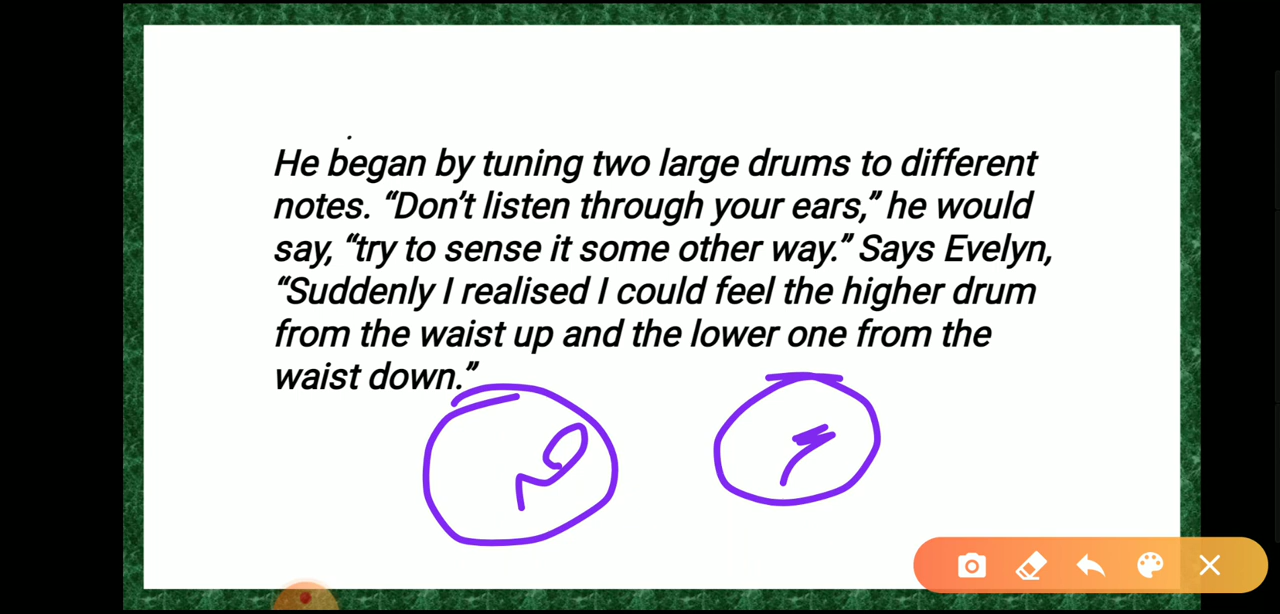 He began by tuning two large drums to different
notes. “Don’t listen through your ears,” he would
say, “try to sense it some other way.” Says Evelyn,
“Suddenly I realised I could feel the higher drum
from the waist up and the lower one from the
waist down.”